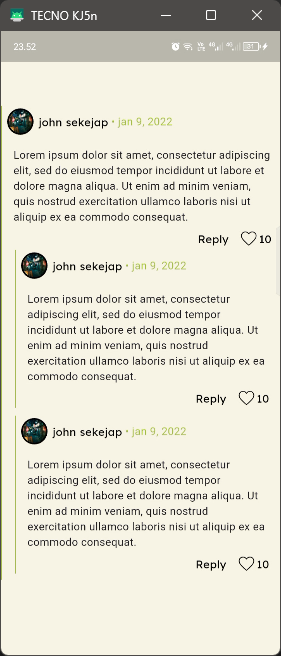 TECNO KJ5n
23.52
john sekejap • jan 9, 2022
Lorem ipsum dolor sit amet, consectetur adipiscing
elit, sed do eiusmod tempor incididunt ut labore et
dolore magna aliqua. Ut enim ad minim veniam,
quis nostrud exercitation ullamco laboris nisi ut
aliquip ex ea commodo consequat.
Reply 10
john sekejap • jan 9, 2022
Lorem ipsum dolor sit amet, consectetur
adipiscing elit, sed do eiusmod tempor
incididunt ut labore et dolore magna aliqua. Ut
enim ad minim veniam, quis nostrud
exercitation ullamco laboris nisi ut aliquip ex ea
commodo consequat.
Reply 10
john sekejap • jan 9, 2022
Lorem ipsum dolor sit amet, consectetur
adipiscing elit, sed do eiusmod tempor
incididunt ut labore et dolore magna aliqua. Ut
enim ad minim veniam, quis nostrud
exercitation ullamco laboris nisi ut aliquip ex ea
commodo consequat.
Reply 10